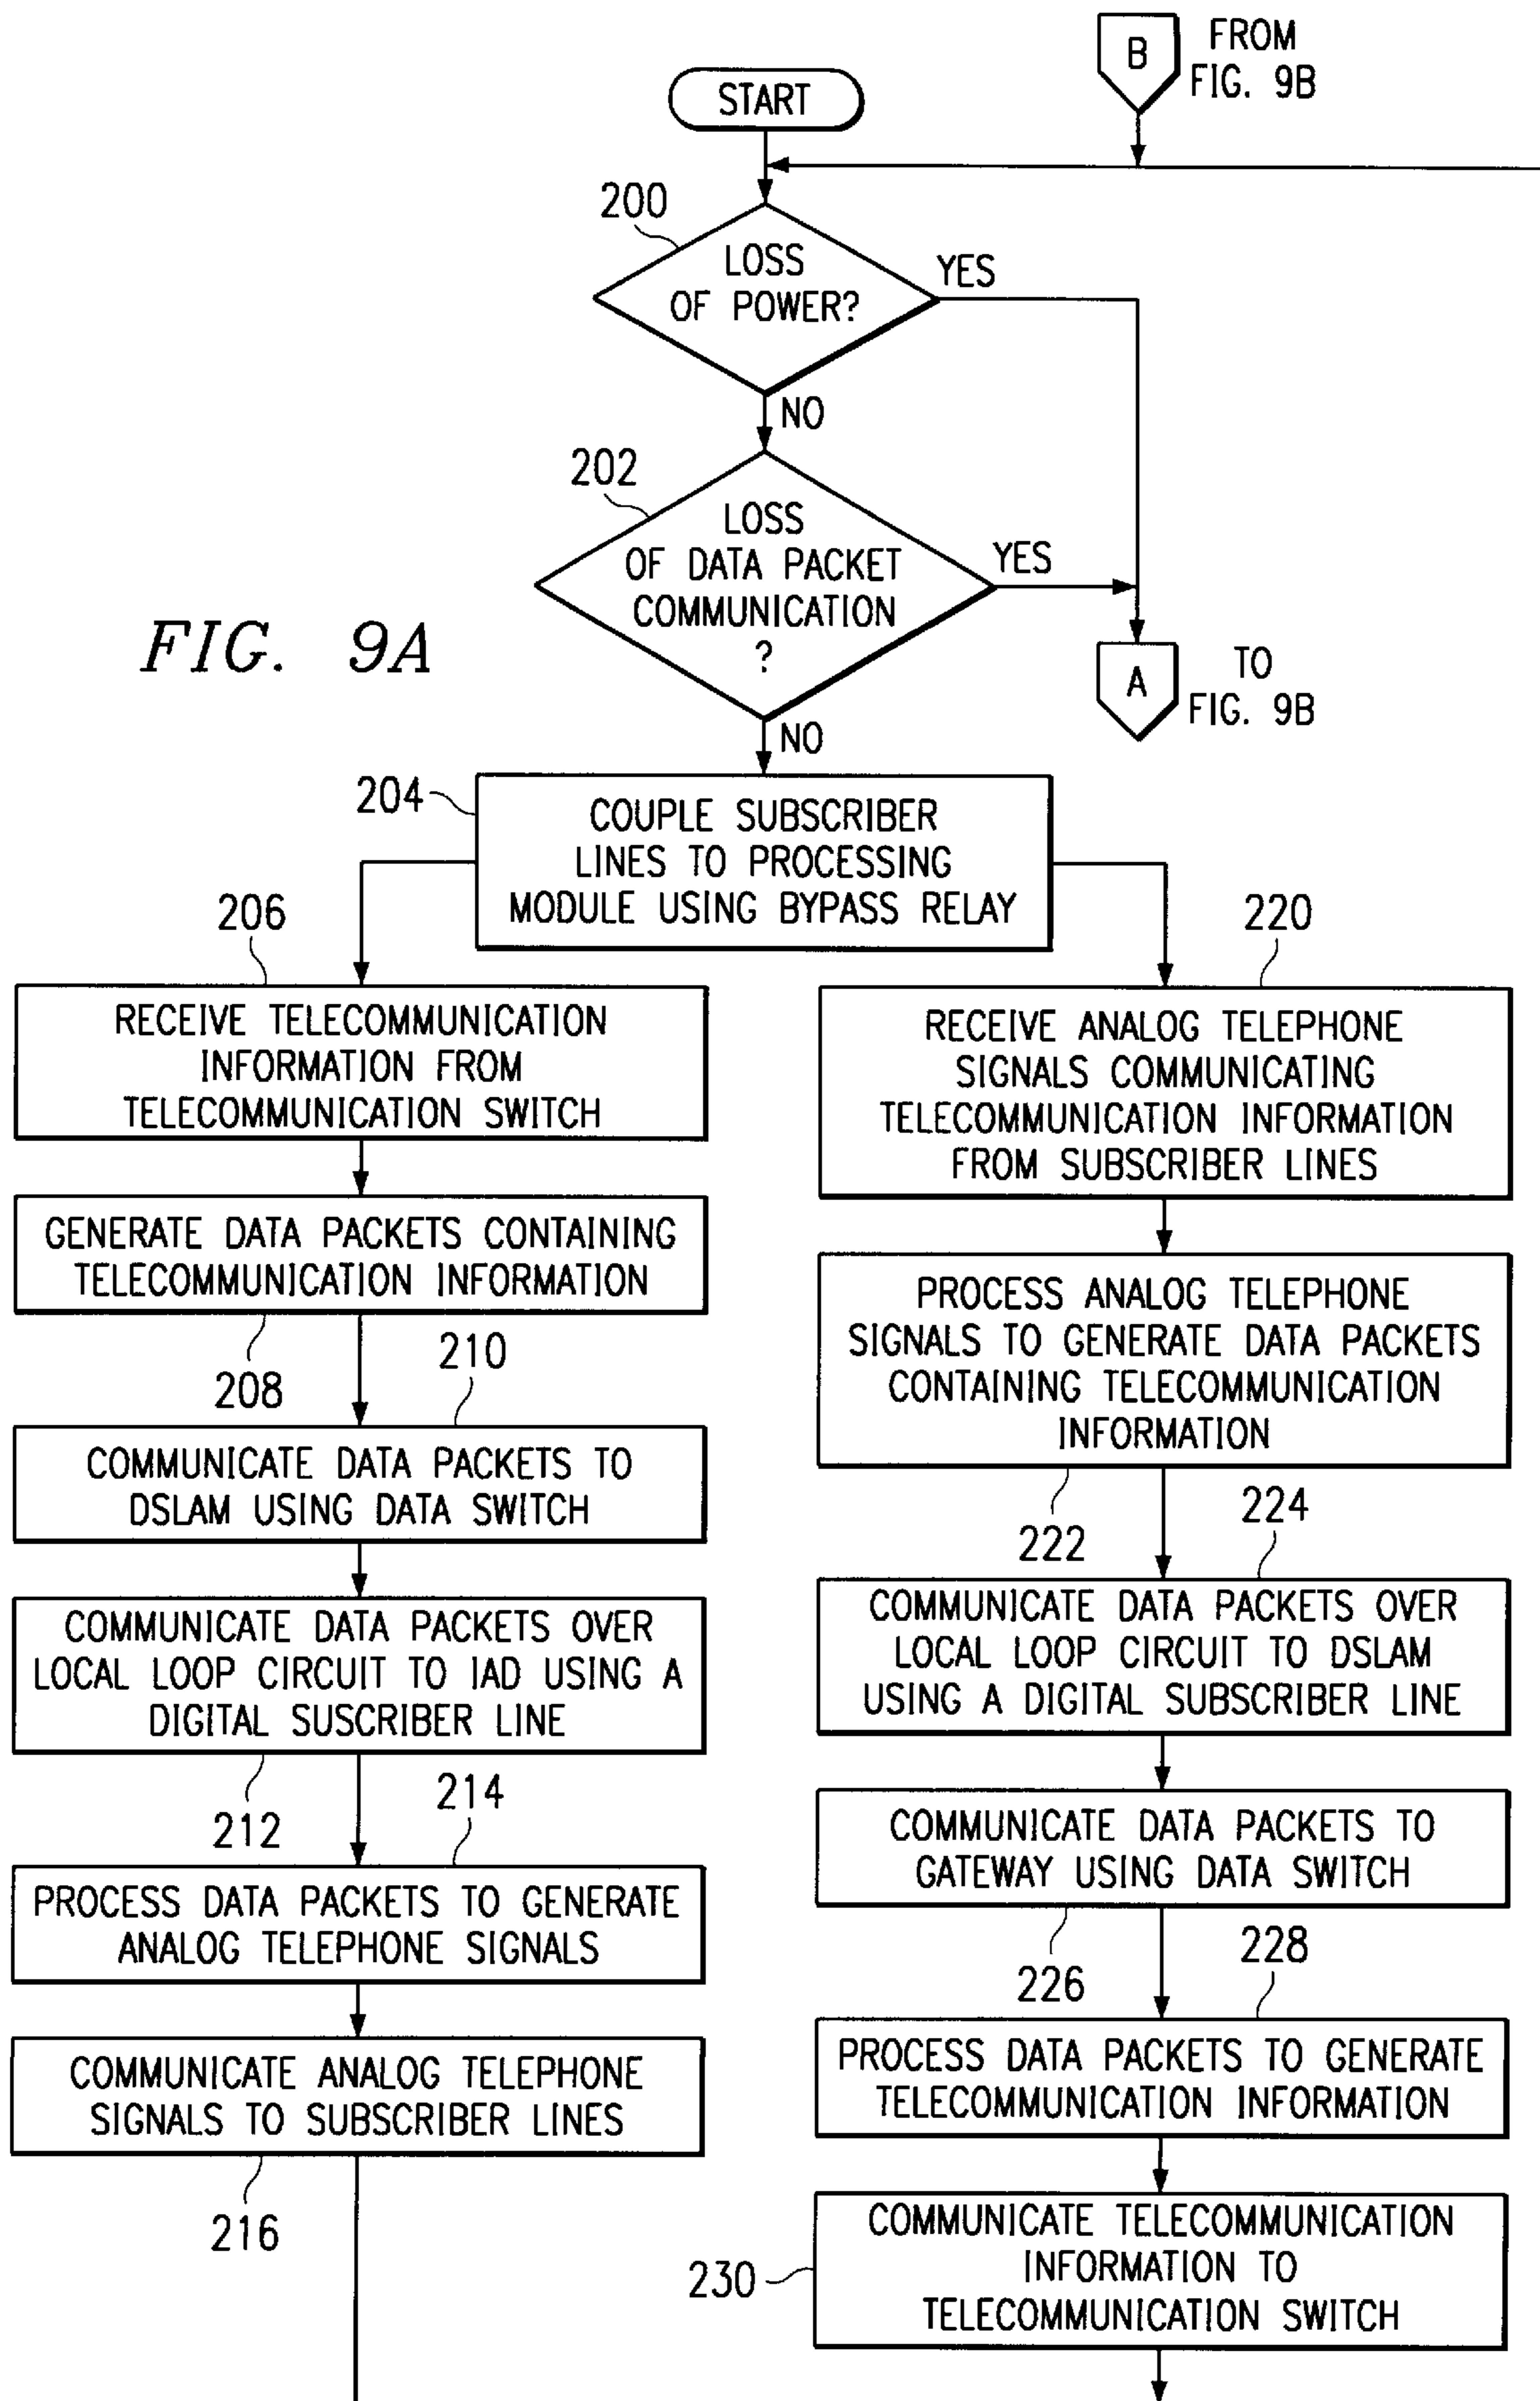 B
FROM
FIG. 9B
START
200
LOSS
OF POWER?
YES
NO
202
LOSS
OF DATA PACKET
COMMUNICATION
?
YES
FIG. 9A
A
TO
FIG. 9B
NO
204
COUPLE SUBSCRIBER
LINES TO PROCESSING
MODULE USING BYPASS RELAY
206
RECEIVE TELECOMMUNICATION
INFORMATION FROM
TELECOMMUNICATION SWITCH
GENERATE DATA PACKETS CONTAINING
TELECOMMUNICATION INFORMATION
208
210
COMMUNICATE DATA PACKETS TO
DSLAM USING DATA SWITCH
COMMUNICATE DATA PACKETS OVER
LOCAL LOOP CIRCUIT TO IAD USING A
DIGITAL SUSCRIBER LINE
212
214
PROCESS DATA PACKETS TO GENERATE
ANALOG TELEPHONE SIGNALS
COMMUNICATE ANALOG TELEPHONE
SIGNALS TO SUBSCRIBER LINES
216
220
RECEIVE ANALOG TELEPHONE
SIGNALS COMMUNICATING
TELECOMMUNICATION INFORMATION
FROM SUBSCRIBER LINES
PROCESS ANALOG TELEPHONE
SIGNALS TO GENERATE DATA PACKETS
CONTAINING TELECOMMUNICATION
INFORMATION
222
224
COMMUNICATE DATA PACKETS OVER
LOCAL LOOP CIRCUIT TO DSLAM
USING A DIGITAL SUBSCRIBER LINE
COMMUNICATE DATA PACKETS TO
GATEWAY USING DATA SWITCH
226
228
PROCESS DATA PACKETS TO GENERATE
TELECOMMUNICATION INFORMATION
230
COMMUNICATE TELECOMMUNICATION
INFORMATION TO
TELECOMMUNICATION SWITCH